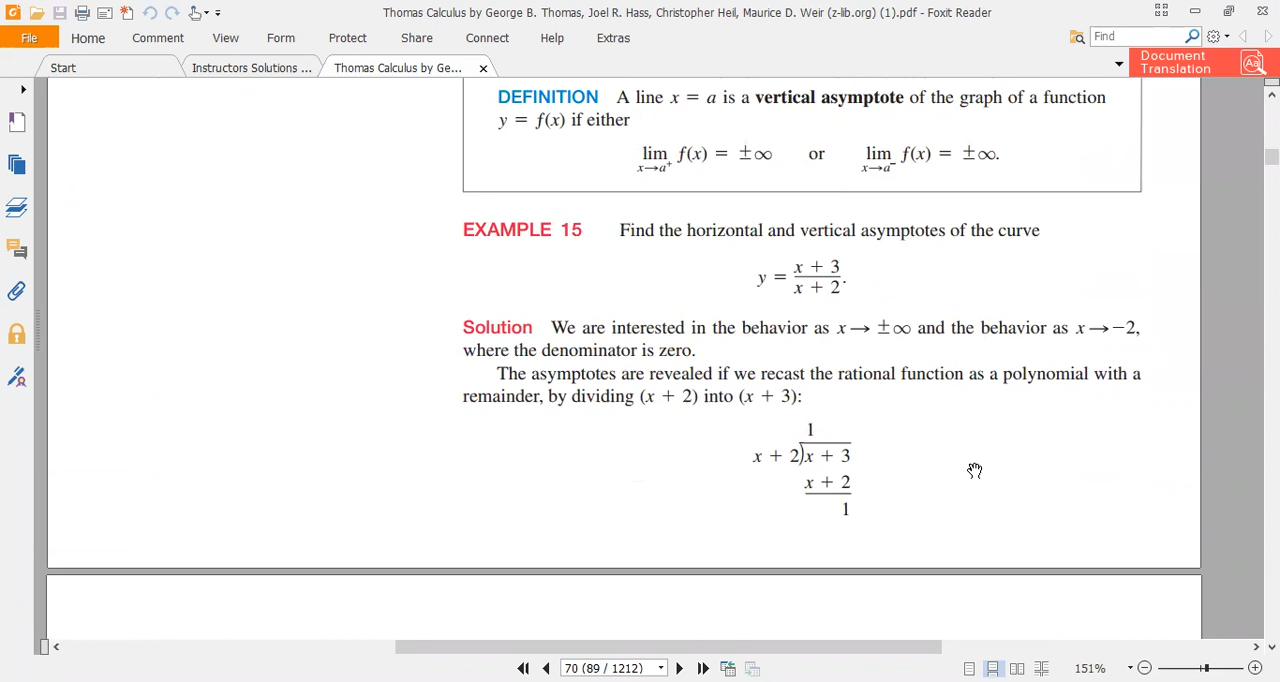 Thomas Calculus by George B. Thomas, Joel R. Hass, Christopher Heil, Maurice D. Weir (z-lib.org) (1).pdf - Foxit Reader
File Home Comment View Form Protect Share Connect Help Extras
Find
Start Instructors Solutions ... Thomas Calculus by Ge...
Document
Translation
DEFINITION A line x = a is a vertical asymptote of the graph of a function
y = f(x) if either
lim x→a⁺ f(x) = ±∞ or lim x→a⁻ f(x) = ±∞.
EXAMPLE 15 Find the horizontal and vertical asymptotes of the curve
y = (x + 3)/(x + 2).
Solution We are interested in the behavior as x → ±∞ and the behavior as x → −2,
where the denominator is zero.
The asymptotes are revealed if we recast the rational function as a polynomial with a
remainder, by dividing (x + 2) into (x + 3):
1
x + 2)x + 3
x + 2
1
70 (89 / 1212)
151%